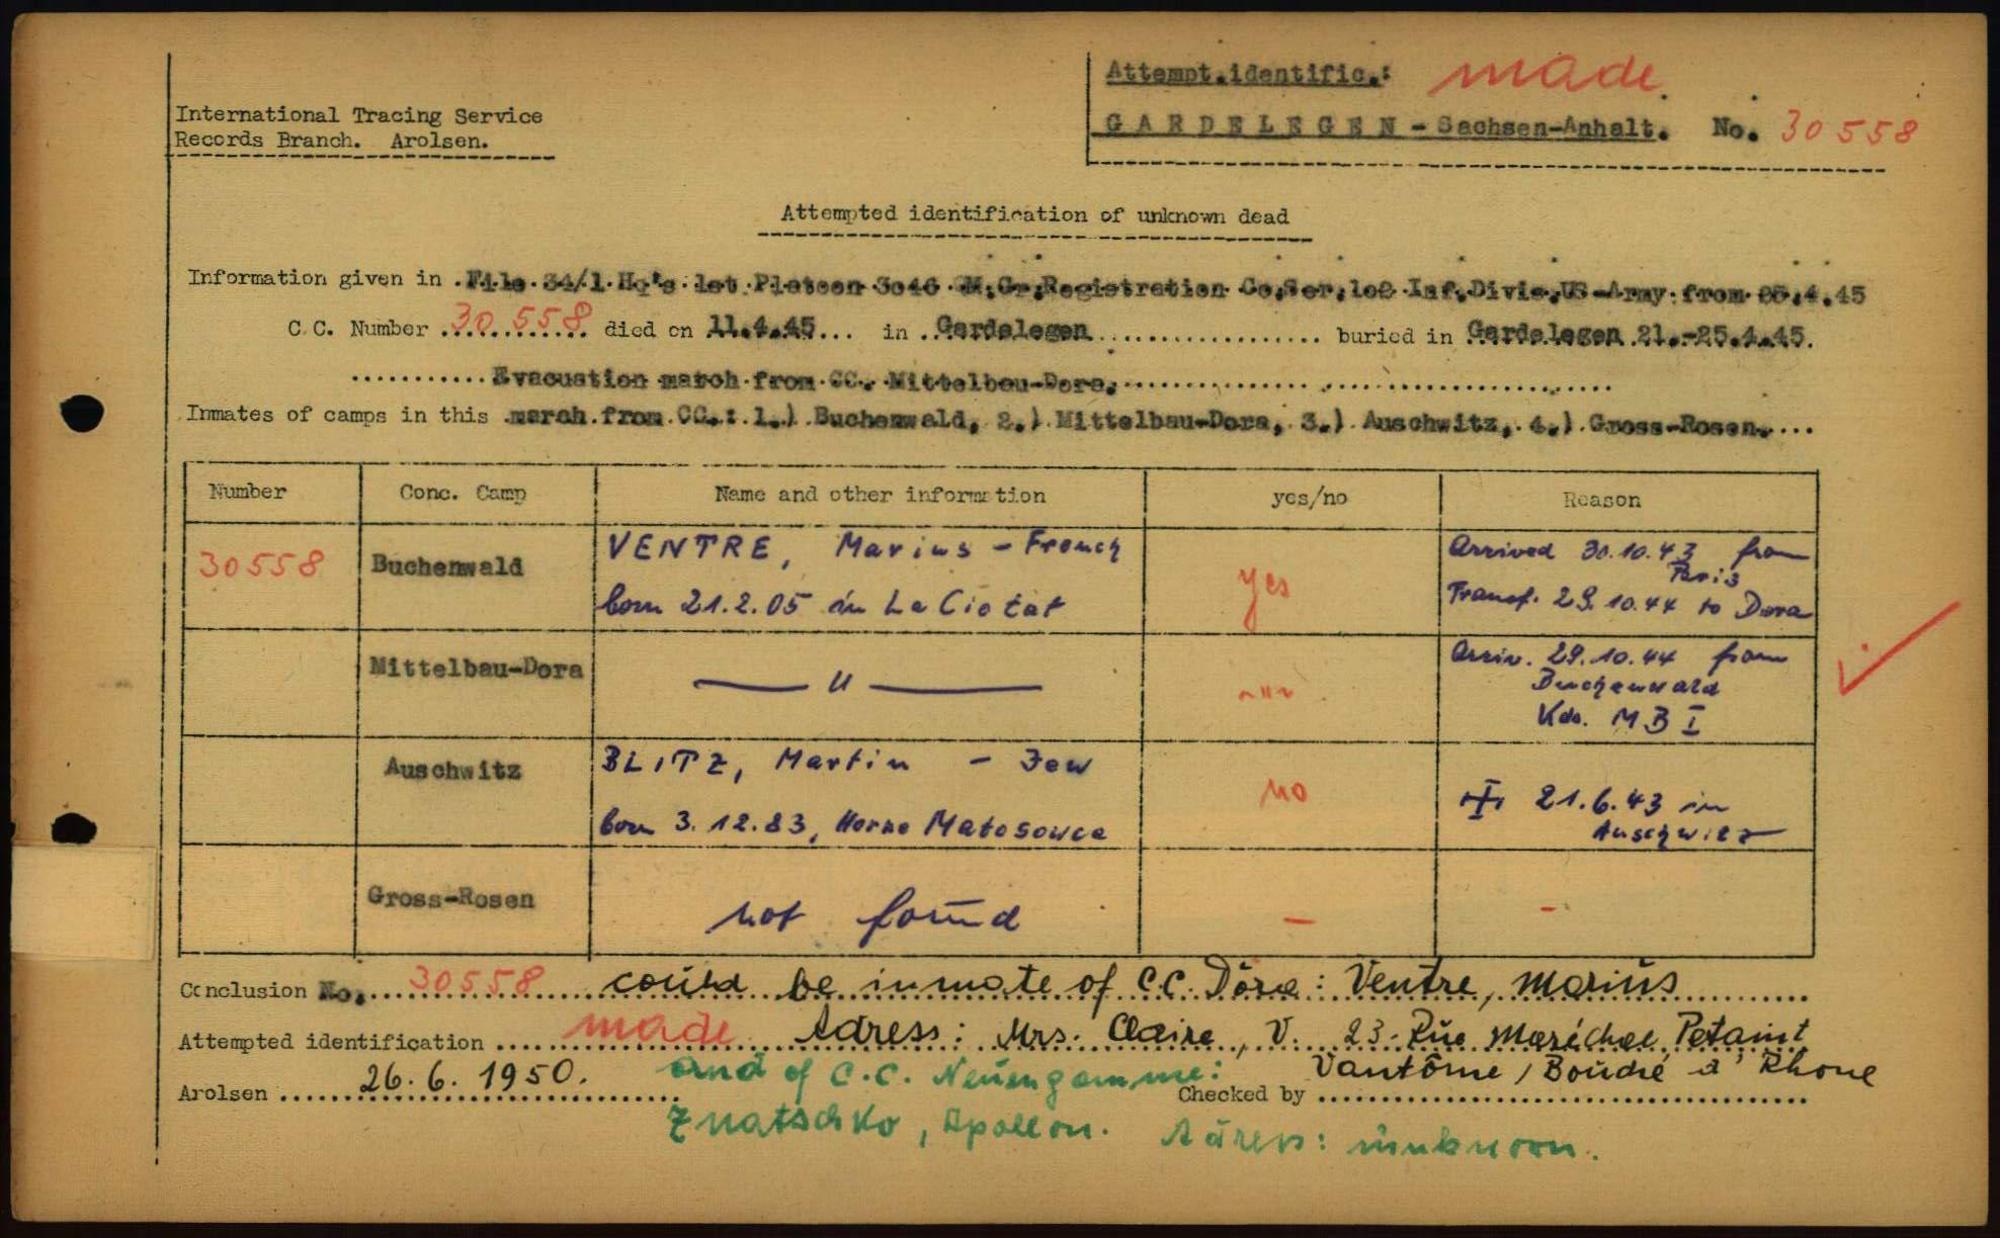 Attempt.identific.: made
International Tracing Service
Records Branch. Arolsen.
GARDELEGEN - Sachsen-Anhalt. No. 30558
Attempted identification of unknown dead
Information given in File 34/1 Hq's 1st Platoon 3046 Gr.Registration Co,Ser,102 Inf.Divis,US-Army from 25.4.45
C.C. Number 30558 died on 11.4.45 in Gardelegen buried in Gardelegen 21.-25.4.45.
Evacuation march from CC. Mittelbau-Dora.
Inmates of camps in this march from CC.: 1.) Buchenwald, 2.) Mittelbau-Dora, 3.) Auschwitz, 4.) Gross-Rosen.
Number Conc. Camp Name and other information yes/no Reason
30558 Buchenwald VENTRE, Marius - French yes Arrived 30.10.43 from
Paris
born 21.2.05 in La Ciotat Transf. 29.10.44 to Dora
Mittelbau-Dora — " — -"- Arriv. 29.10.44 from
Buchenwald
Kdo. MB I
Auschwitz BLITZ, Martin - Jew no
born 3.12.83, Horne Matosowce 21.6.43 in
Auschwitz
Gross-Rosen not found - -
Conclusion No. 30558 could be inmate of C.C. Dora: Ventre, Marius
Attempted identification made Adress: Mrs. Claire, V. 23. Rue Maréchal Petaint
Vantôme, Bouche d' Rhone
Arolsen 26.6.1950. and of C.C. Neuengamme: Checked by
Znatschko, Apollon. Adress: unknown.